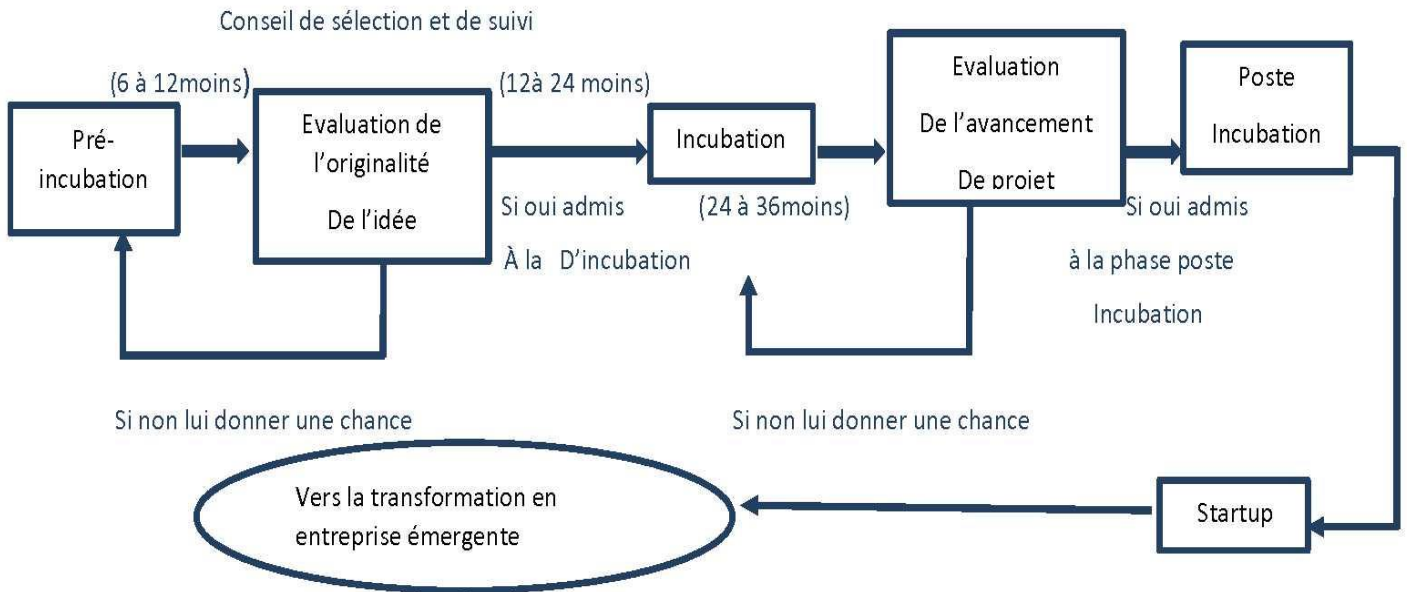 Conseil de sélection et de suivi
(6 à 12moins)
(12à 24 moins)
Pré-
incubation
Evaluation de
l’originalité
De l’idée
Si oui admis
À la D’incubation
Incubation
(24 à 36moins)
Evaluation
De l’avancement
De projet
Si oui admis
à la phase poste
Incubation
Poste
Incubation
Si non lui donner une chance
Si non lui donner une chance
Vers la transformation en
entreprise émergente
Startup